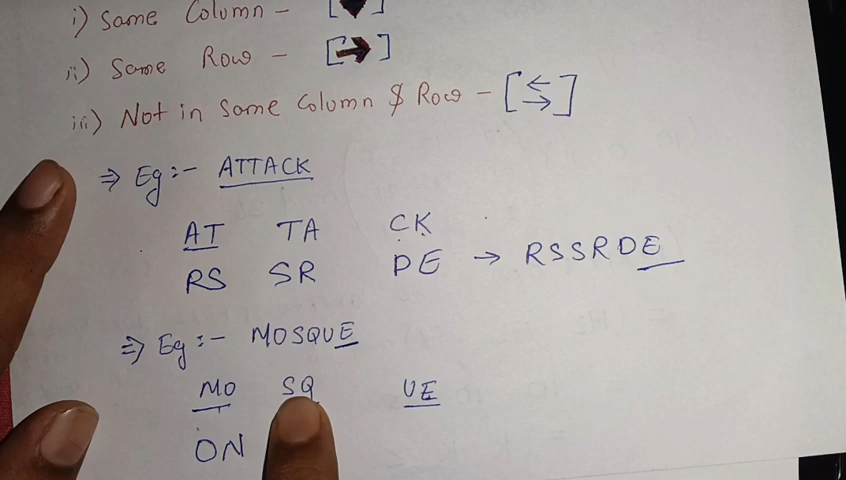 i) Same Column - [↓]
ii) Same Row - [→]
iii) Not in Same Column & Row - [←→]
⇒ Eg:- ATTACK
AT TA CK
RS SR DE → RSSRDE
⇒ Eg:- MOSQUE
MO SQ UE
ON